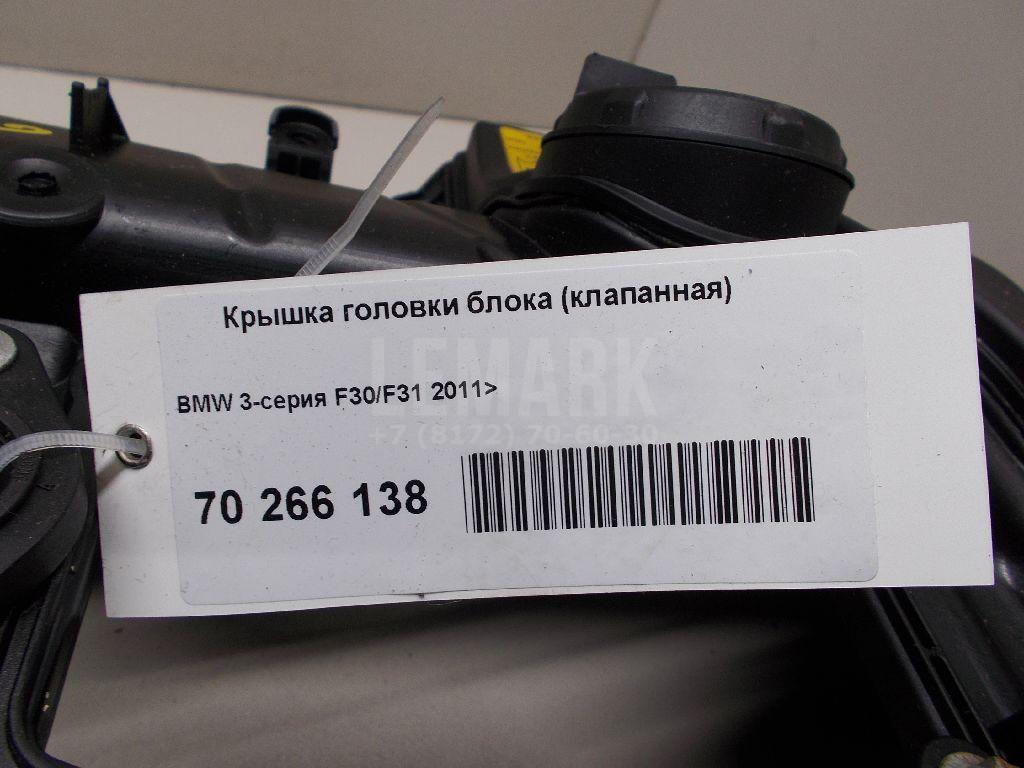 Крышка головки блока (клапанная)
LEMARK
BMW 3-серия F30/F31 2011>
+7 (8172) 70-60-30
70 266 138